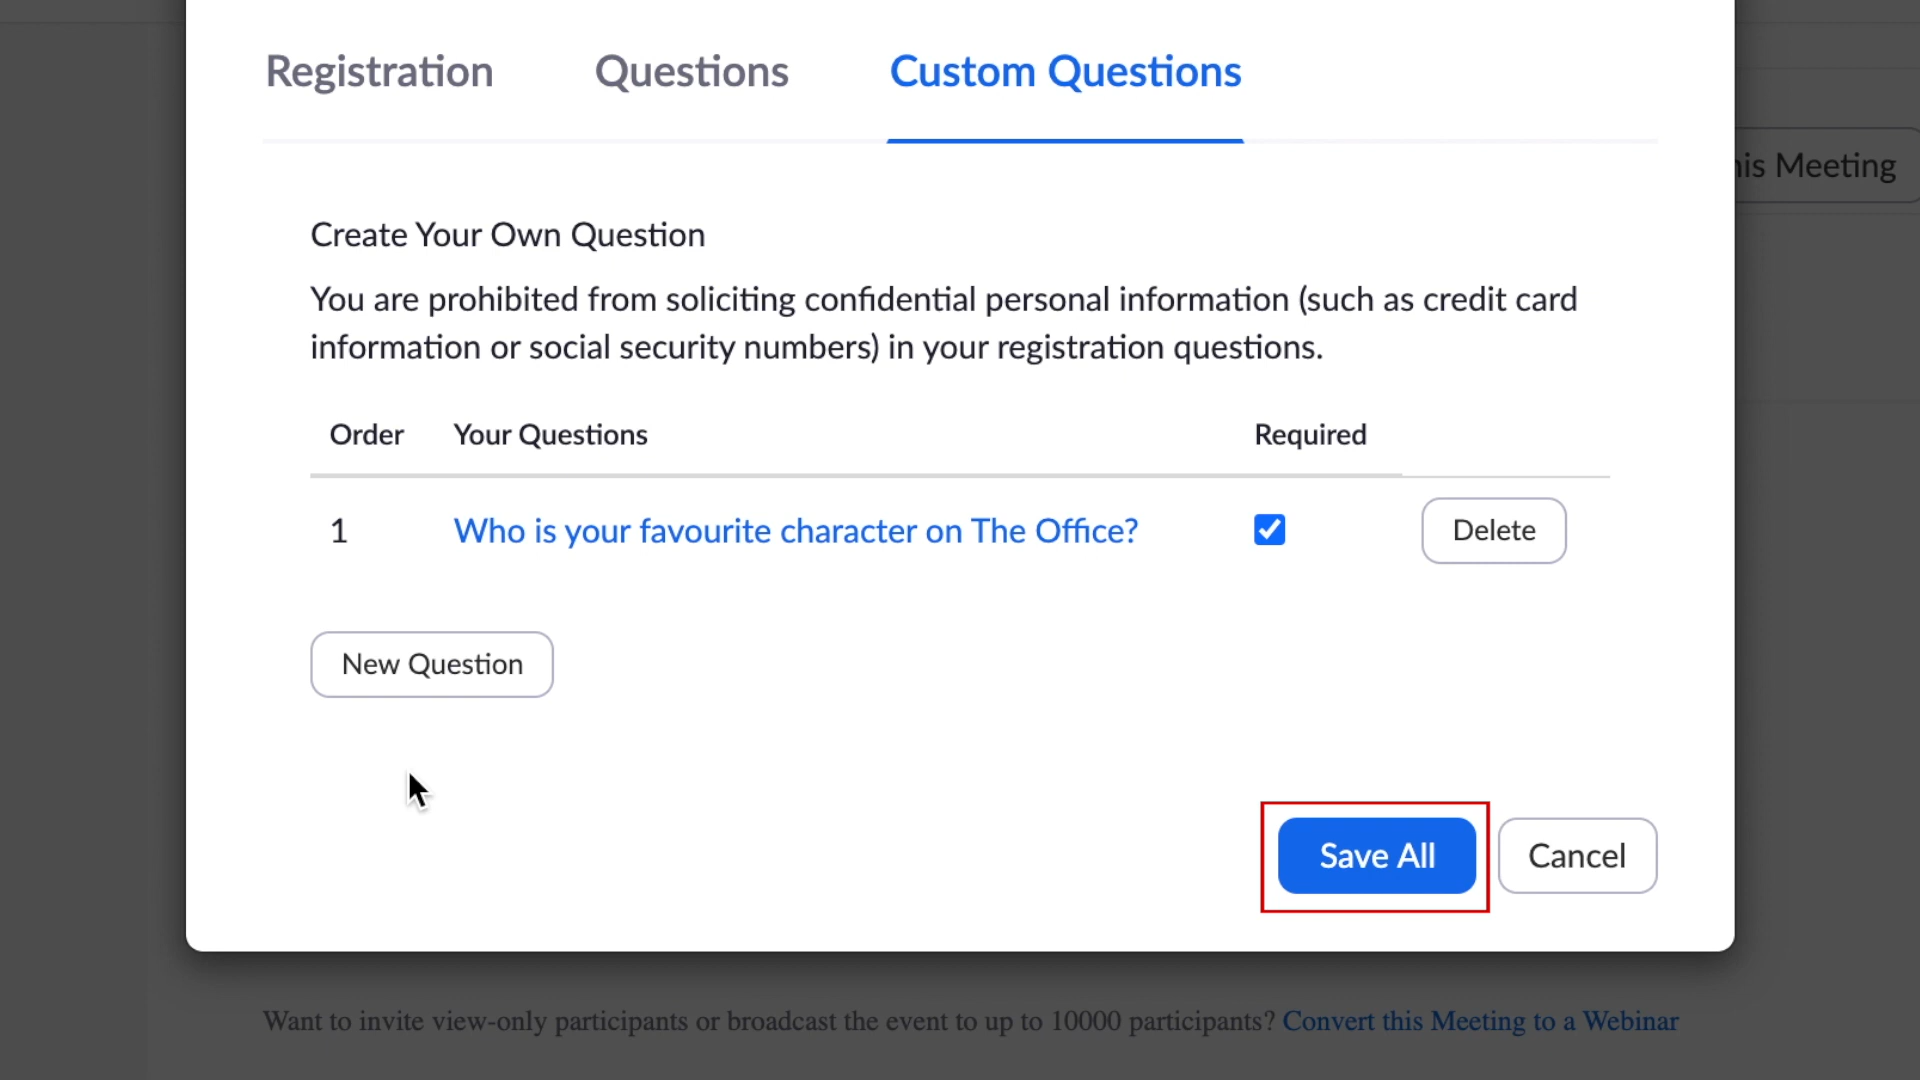 Registration Questions Custom Questions
his Meeting
Create Your Own Question
You are prohibited from soliciting confidential personal information (such as credit card
information or social security numbers) in your registration questions.
Order Your Questions Required
1 Who is your favourite character on The Office? Delete
New Question
Save All Cancel
Want to invite view-only participants or broadcast the event to up to 10000 participants? Convert this Meeting to a Webinar